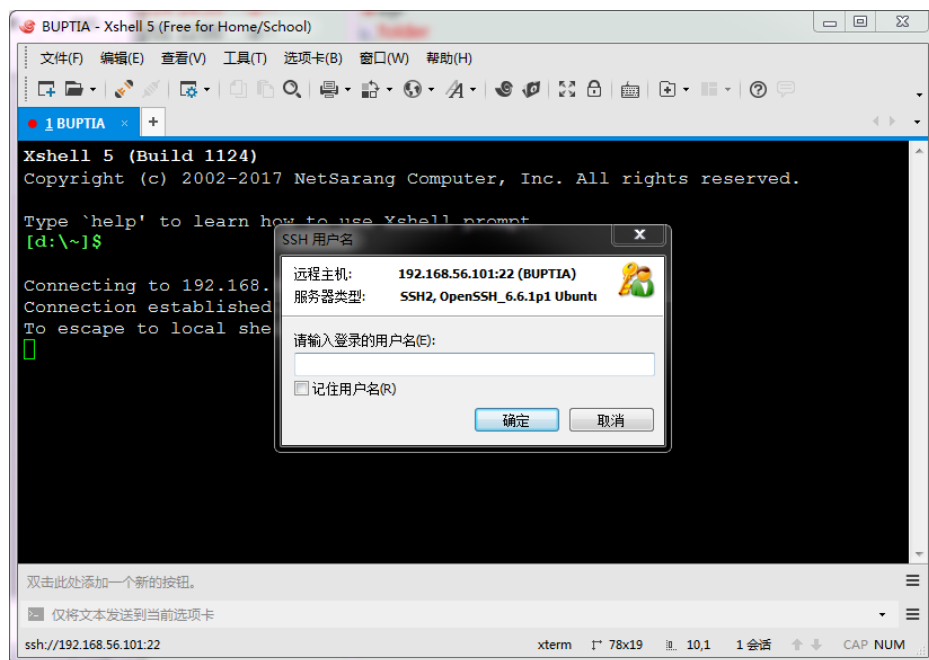 BUPTIA - Xshell 5 (Free for Home/School)
文件(F) 编辑(E) 查看(V) 工具(T) 选项卡(B) 窗口(W) 帮助(H)
1 BUPTIA × +
Xshell 5 (Build 1124)
Copyright (c) 2002-2017 NetSarang Computer, Inc. All rights reserved.
Type `help' to learn how to use Xshell prompt.
[d:\~]$
Connecting to 192.168.
Connection established
To escape to local she
SSH 用户名
远程主机: 192.168.56.101:22 (BUPTIA)
服务器类型: SSH2, OpenSSH_6.6.1p1 Ubunt
请输入登录的用户名(E):
记住用户名(R)
确定 取消
双击此处添加一个新的按钮。
仅将文本发送到当前选项卡
ssh://192.168.56.101:22 xterm 78x19 10,1 1 会话 CAP NUM